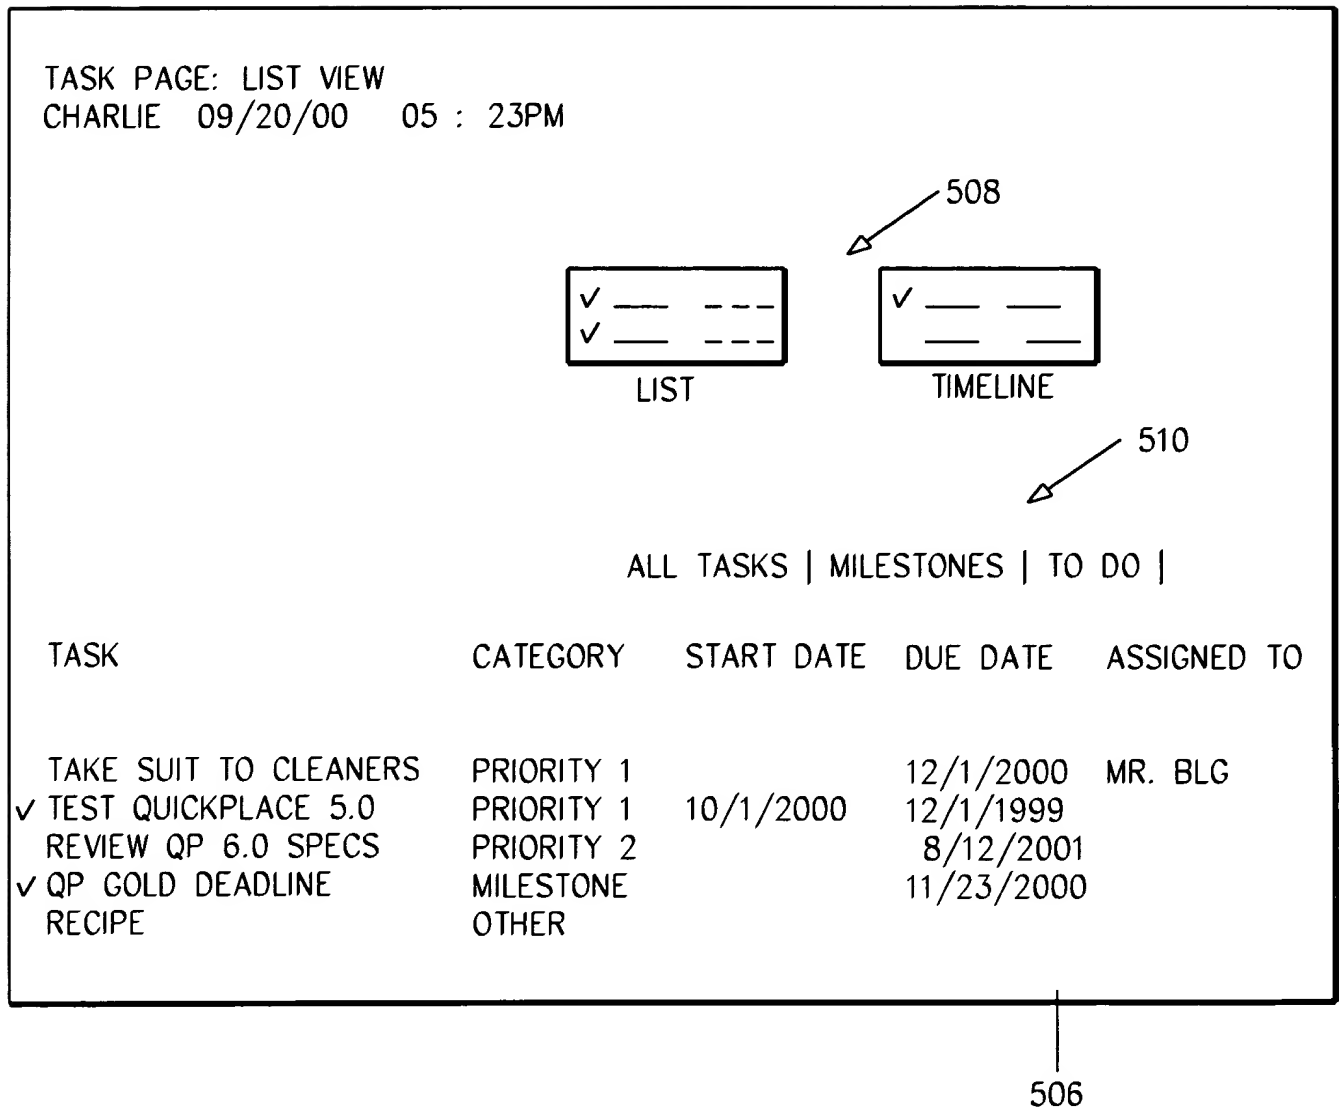 TASK PAGE: LIST VIEW
CHARLIE 09/20/00 05 : 23PM
508
LIST TIMELINE
510
ALL TASKS | MILESTONES | TO DO |
TASK CATEGORY START DATE DUE DATE ASSIGNED TO
TAKE SUIT TO CLEANERS PRIORITY 1 12/1/2000 MR. BLG
✓ TEST QUICKPLACE 5.0 PRIORITY 1 10/1/2000 12/1/1999
REVIEW QP 6.0 SPECS PRIORITY 2 8/12/2001
✓ QP GOLD DEADLINE MILESTONE 11/23/2000
RECIPE OTHER
506